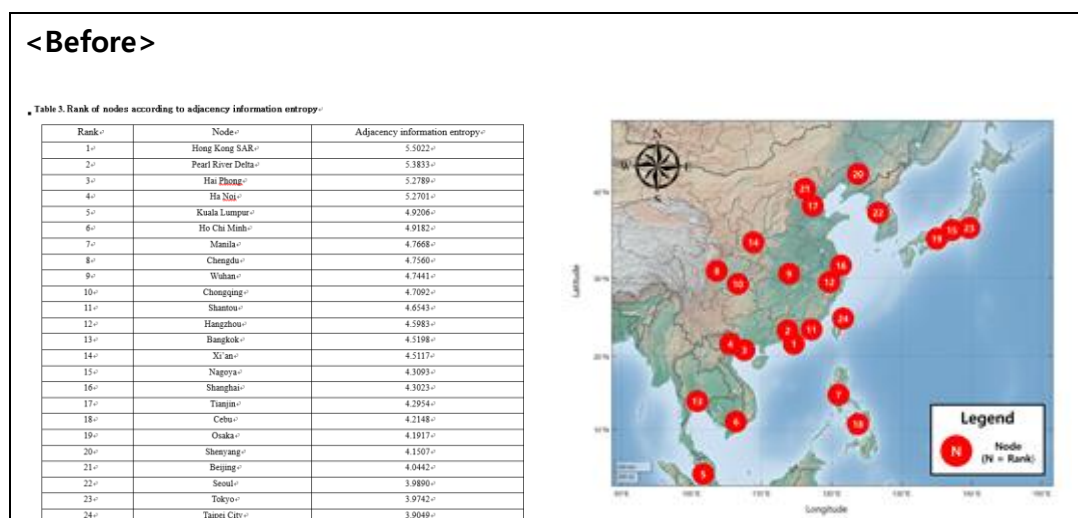 <Before>
Table 3. Rank of nodes according to adjacency information entropy
Rank Node Adjacency information entropy
1 Hong Kong SAR 5.5022
2 Pearl River Delta 5.3833
3 Hai Phong 5.2789
4 Ha Noi 5.2701
5 Kuala Lumpur 4.9206
6 Ho Chi Minh 4.9182
7 Manila 4.7668
8 Chengdu 4.7560
9 Wuhan 4.7441
10 Chongqing 4.7092
11 Shantou 4.6543
12 Hangzhou 4.5983
13 Bangkok 4.5198
14 Xi'an 4.5117
15 Nagoya 4.3093
16 Shanghai 4.3023
17 Tianjin 4.2954
18 Cebu 4.2148
19 Osaka 4.1917
20 Shenyang 4.1507
21 Beijing 4.0442
22 Seoul 3.9890
23 Tokyo 3.9742
24 Taipei City 3.9049
N
W E
S
20
21
17
22
15 23
19
14
8
10
9
16
12
24
2 11
1
4 3
7
13
6
18
5
Latitude
40°N
30°N
20°N
10°N
Legend
N Node
(N = Rank)
Longitude